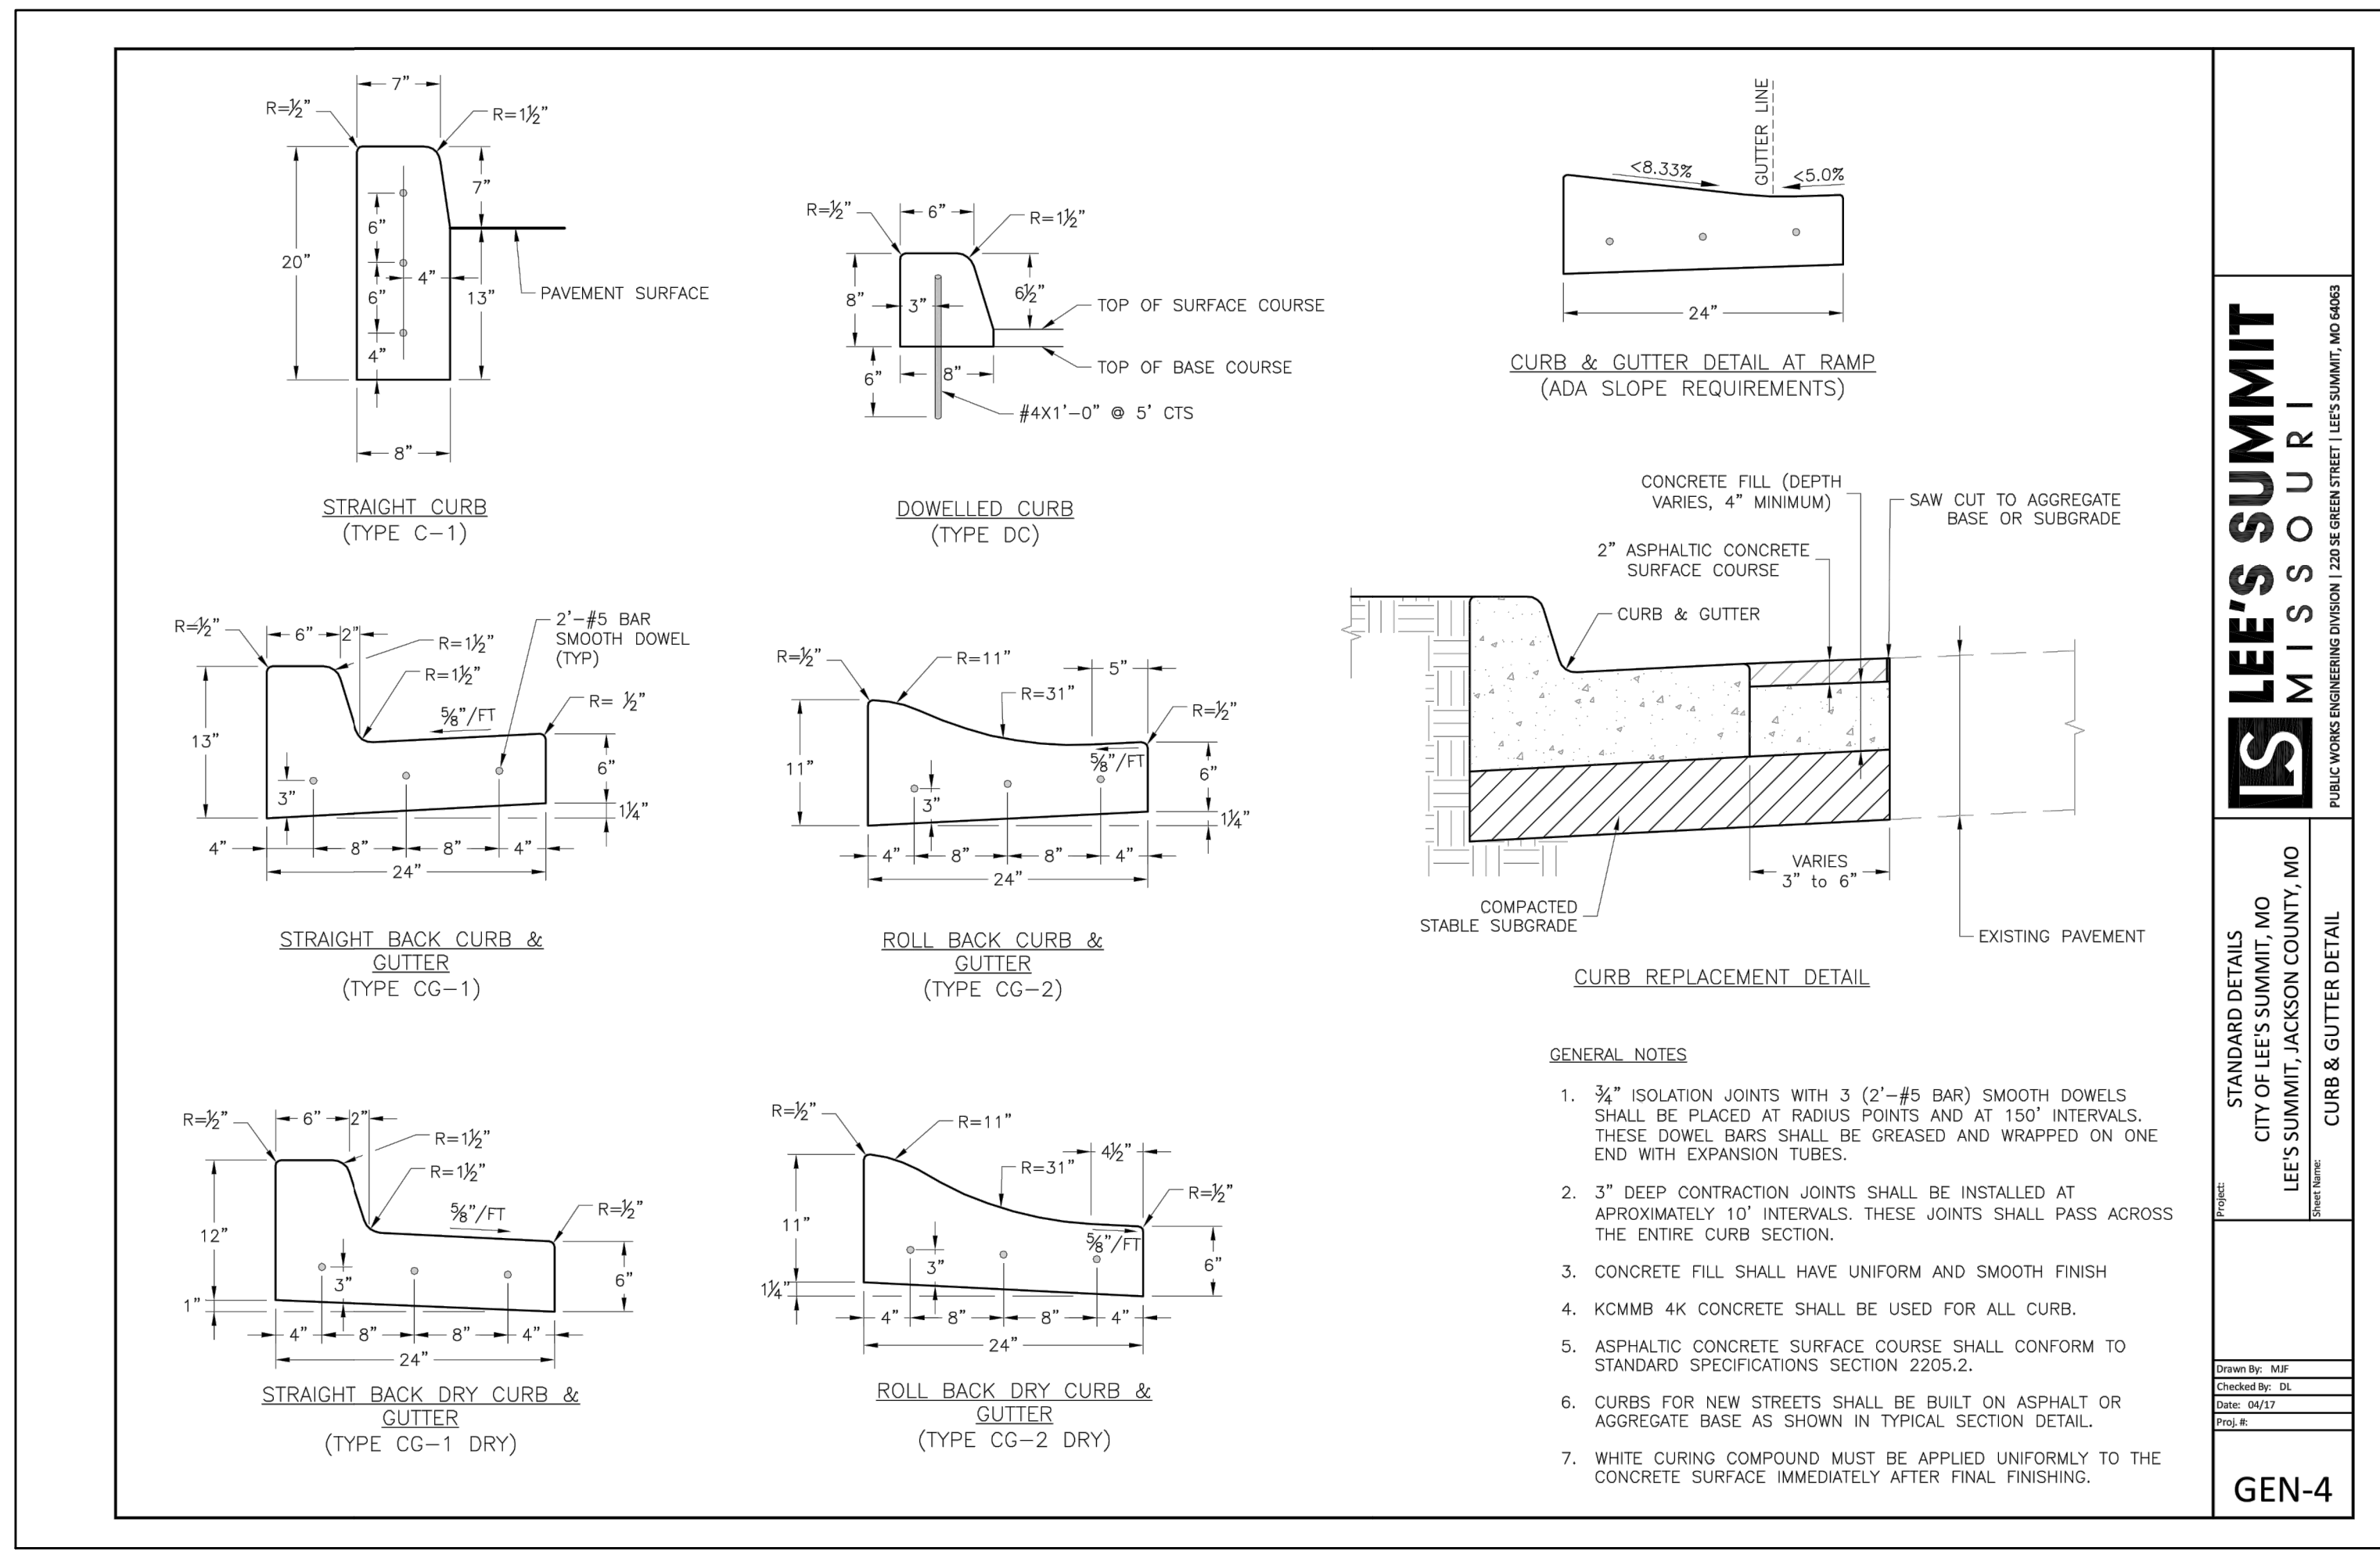 7"
R=½"
R=1½"
7"
6"
20"
4"
6"
13"
PAVEMENT SURFACE
4"
8"
STRAIGHT CURB
(TYPE C-1)
R=½"
6"
R=1½"
8"
3"
6½"
TOP OF SURFACE COURSE
TOP OF BASE COURSE
6"
8"
#4X1'-0" @ 5' CTS
DOWELLED CURB
(TYPE DC)
GUTTER LINE
<8.33%
<5.0%
24"
CURB & GUTTER DETAIL AT RAMP
(ADA SLOPE REQUIREMENTS)
R=½"
6"
2"
R=1½"
R=1½"
2'-#5 BAR
SMOOTH DOWEL
(TYP)
R= ½"
⅝"/FT
13"
3"
6"
1¼"
4"
8"
8"
4"
24"
STRAIGHT BACK CURB &
GUTTER
(TYPE CG-1)
R=½"
R=11"
R=31"
5"
R=½"
⅝"/FT
11"
3"
6"
1¼"
4"
8"
8"
4"
24"
ROLL BACK CURB &
GUTTER
(TYPE CG-2)
CONCRETE FILL (DEPTH
VARIES, 4" MINIMUM)
SAW CUT TO AGGREGATE
BASE OR SUBGRADE
2" ASPHALTIC CONCRETE
SURFACE COURSE
CURB & GUTTER
VARIES
3" to 6"
COMPACTED
STABLE SUBGRADE
EXISTING PAVEMENT
CURB REPLACEMENT DETAIL
R=½"
6"
2"
R=1½"
R=1½"
⅝"/FT
R=½"
12"
3"
6"
1"
4"
8"
8"
4"
24"
STRAIGHT BACK DRY CURB &
GUTTER
(TYPE CG-1 DRY)
R=½"
R=11"
R=31"
4½"
R=½"
⅝"/FT
11"
3"
6"
1¼"
4"
8"
8"
4"
24"
ROLL BACK DRY CURB &
GUTTER
(TYPE CG-2 DRY)
GENERAL NOTES
1. ¾" ISOLATION JOINTS WITH 3 (2'-#5 BAR) SMOOTH DOWELS
SHALL BE PLACED AT RADIUS POINTS AND AT 150' INTERVALS.
THESE DOWEL BARS SHALL BE GREASED AND WRAPPED ON ONE
END WITH EXPANSION TUBES.
2. 3" DEEP CONTRACTION JOINTS SHALL BE INSTALLED AT
APROXIMATELY 10' INTERVALS. THESE JOINTS SHALL PASS ACROSS
THE ENTIRE CURB SECTION.
3. CONCRETE FILL SHALL HAVE UNIFORM AND SMOOTH FINISH
4. KCMMB 4K CONCRETE SHALL BE USED FOR ALL CURB.
5. ASPHALTIC CONCRETE SURFACE COURSE SHALL CONFORM TO
STANDARD SPECIFICATIONS SECTION 2205.2.
6. CURBS FOR NEW STREETS SHALL BE BUILT ON ASPHALT OR
AGGREGATE BASE AS SHOWN IN TYPICAL SECTION DETAIL.
7. WHITE CURING COMPOUND MUST BE APPLIED UNIFORMLY TO THE
CONCRETE SURFACE IMMEDIATELY AFTER FINAL FINISHING.
LS
LEE'S SUMMIT
MISSOURI
PUBLIC WORKS ENGINEERING DIVISION | 220 SE GREEN STREET | LEE'S SUMMIT, MO 64063
Project:
STANDARD DETAILS
CITY OF LEE'S SUMMIT, MO
LEE'S SUMMIT, JACKSON COUNTY, MO
Sheet Name:
CURB & GUTTER DETAIL
Drawn By: MJF
Checked By: DL
Date: 04/17
Proj. #:
GEN-4